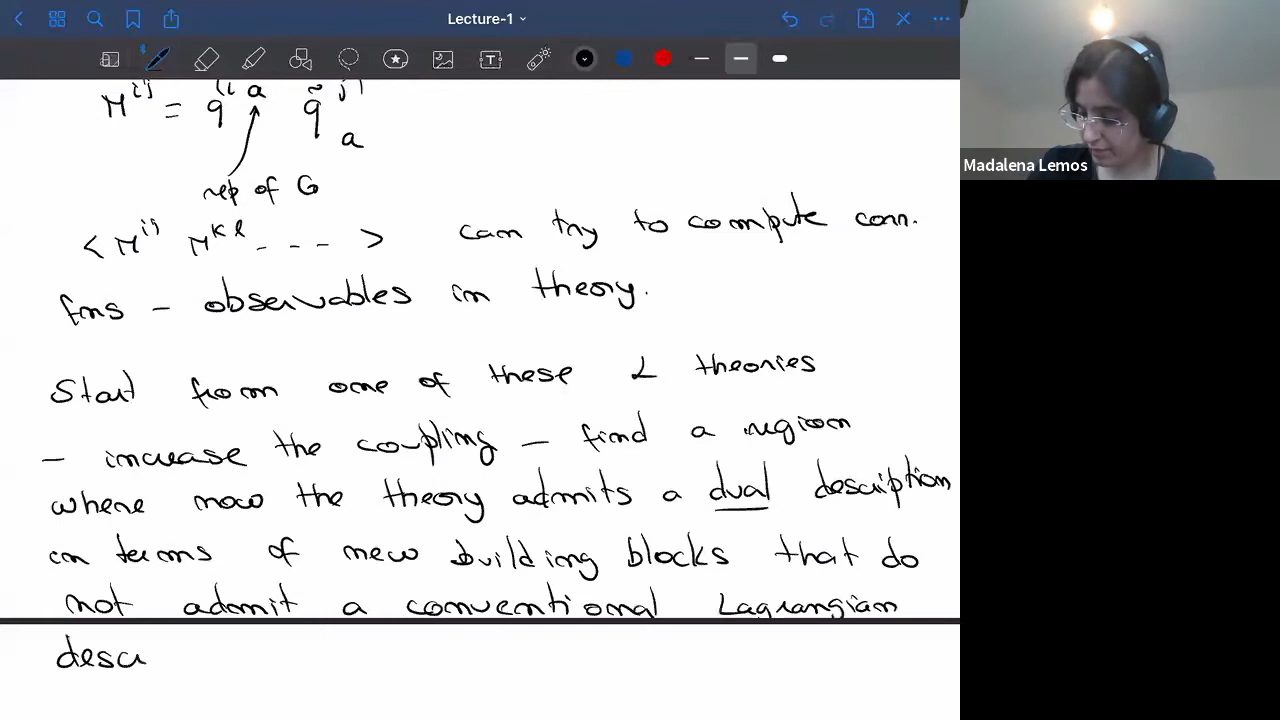 Lecture-1
M^{ij} = q^{(i a} q̃^{j)}_a
rep of G
< M^{ij} M^{kl} - - - > can try to compute corr.
fns - observables in theory.
Start from one of these L theories
- increase the coupling - find a region
where now the theory admits a dual description
in terms of new building blocks that do
not admit a conventional Lagrangian
descr
Madalena Lemos